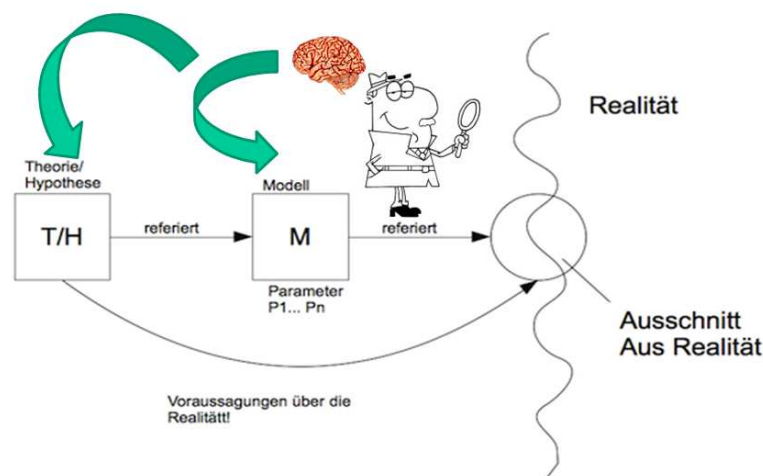 Realität
Theorie/
Hypothese
Modell
T/H
referiert
M
referiert
Parameter
P1... Pn
Ausschnitt
Aus Realität
Voraussagungen über die
Realitätt!